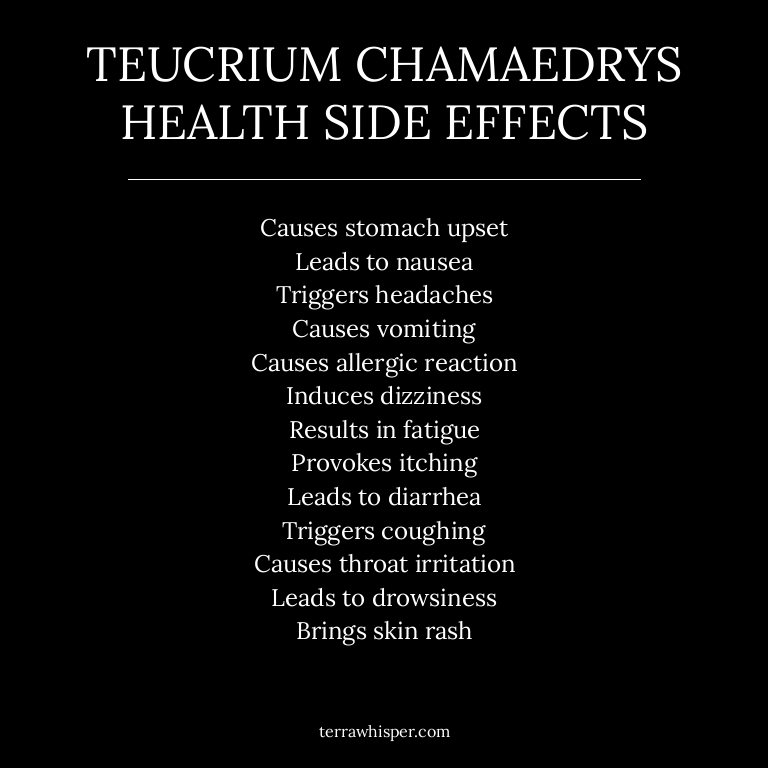 TEUCRIUM CHAMAEDRYS
HEALTH SIDE EFFECTS
Causes stomach upset
Leads to nausea
Triggers headaches
Causes vomiting
Causes allergic reaction
Induces dizziness
Results in fatigue
Provokes itching
Leads to diarrhea
Triggers coughing
Causes throat irritation
Leads to drowsiness
Brings skin rash
terrawhisper.com